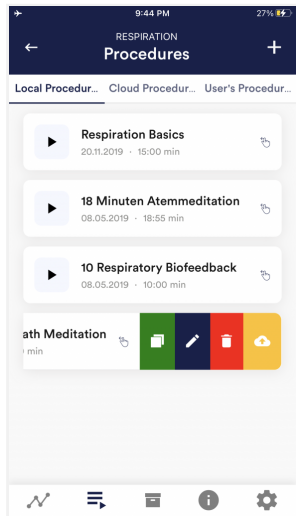 9:44 PM
27%
RESPIRATION
Procedures
Local Procedur...
Cloud Procedur...
User's Procedur...
Respiration Basics
20.11.2019 · 15:00 min
18 Minuten Atemmeditation
08.05.2019 · 18:55 min
10 Respiratory Biofeedback
08.05.2019 · 10:00 min
ath Meditation
min